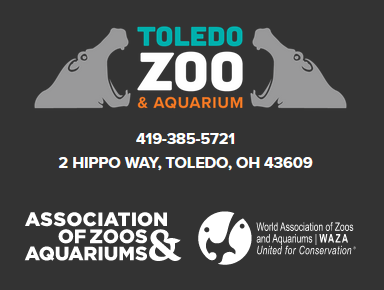 TOLEDO
ZOO
& AQUARIUM
419-385-5721
2 HIPPO WAY, TOLEDO, OH 43609
ASSOCIATION
OF ZOOS
AQUARIUMS &
World Association of Zoos
and Aquariums | WAZA
United for Conservation®